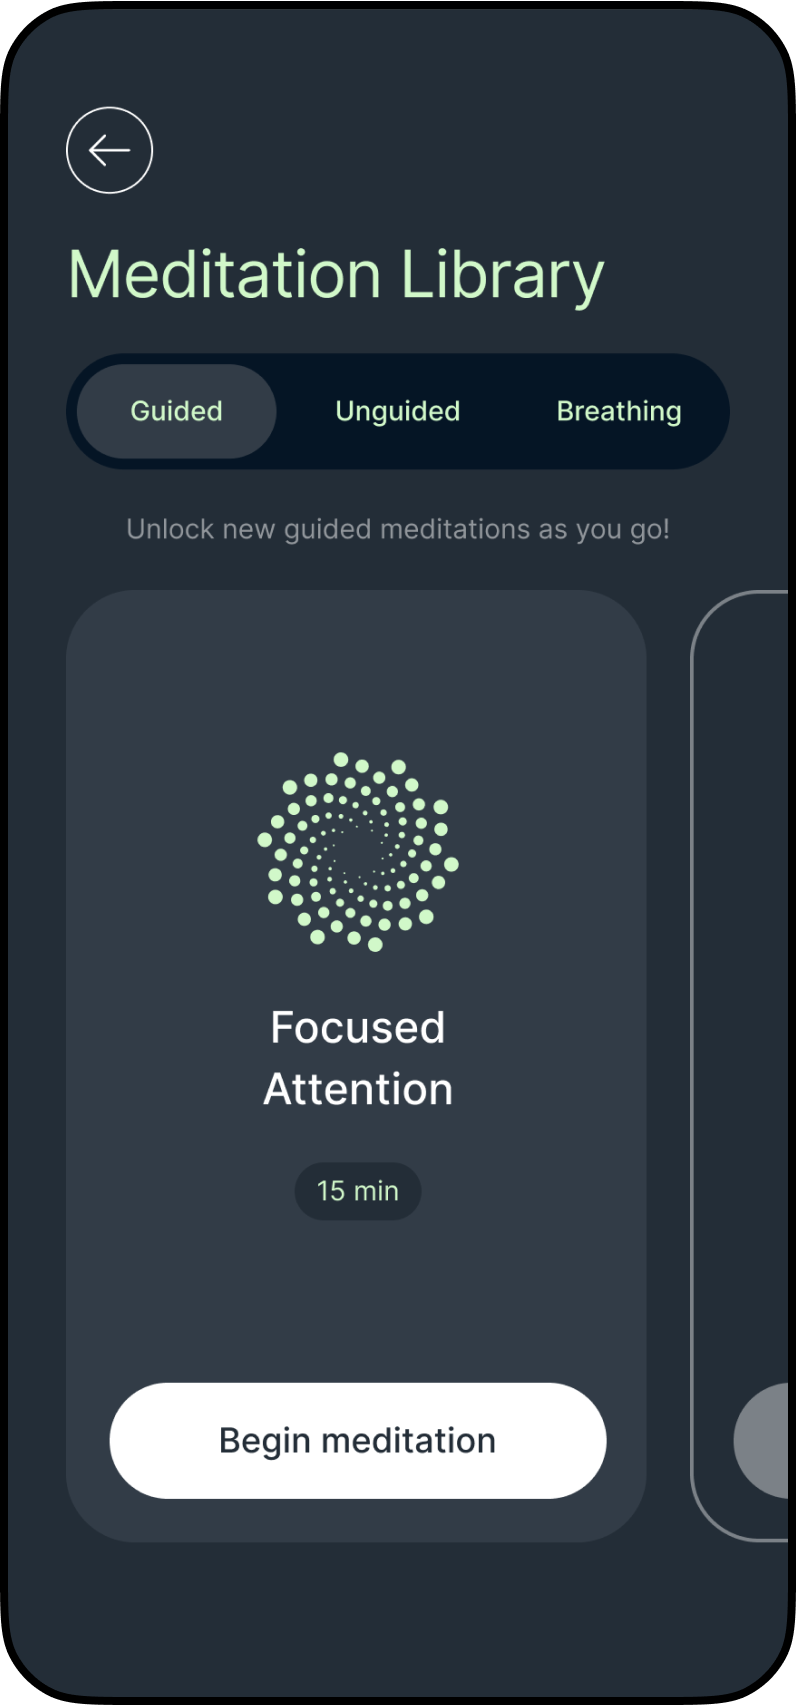 Meditation Library
Guided Unguided Breathing
Unlock new guided meditations as you go!
Focused
Attention
15 min
Begin meditation